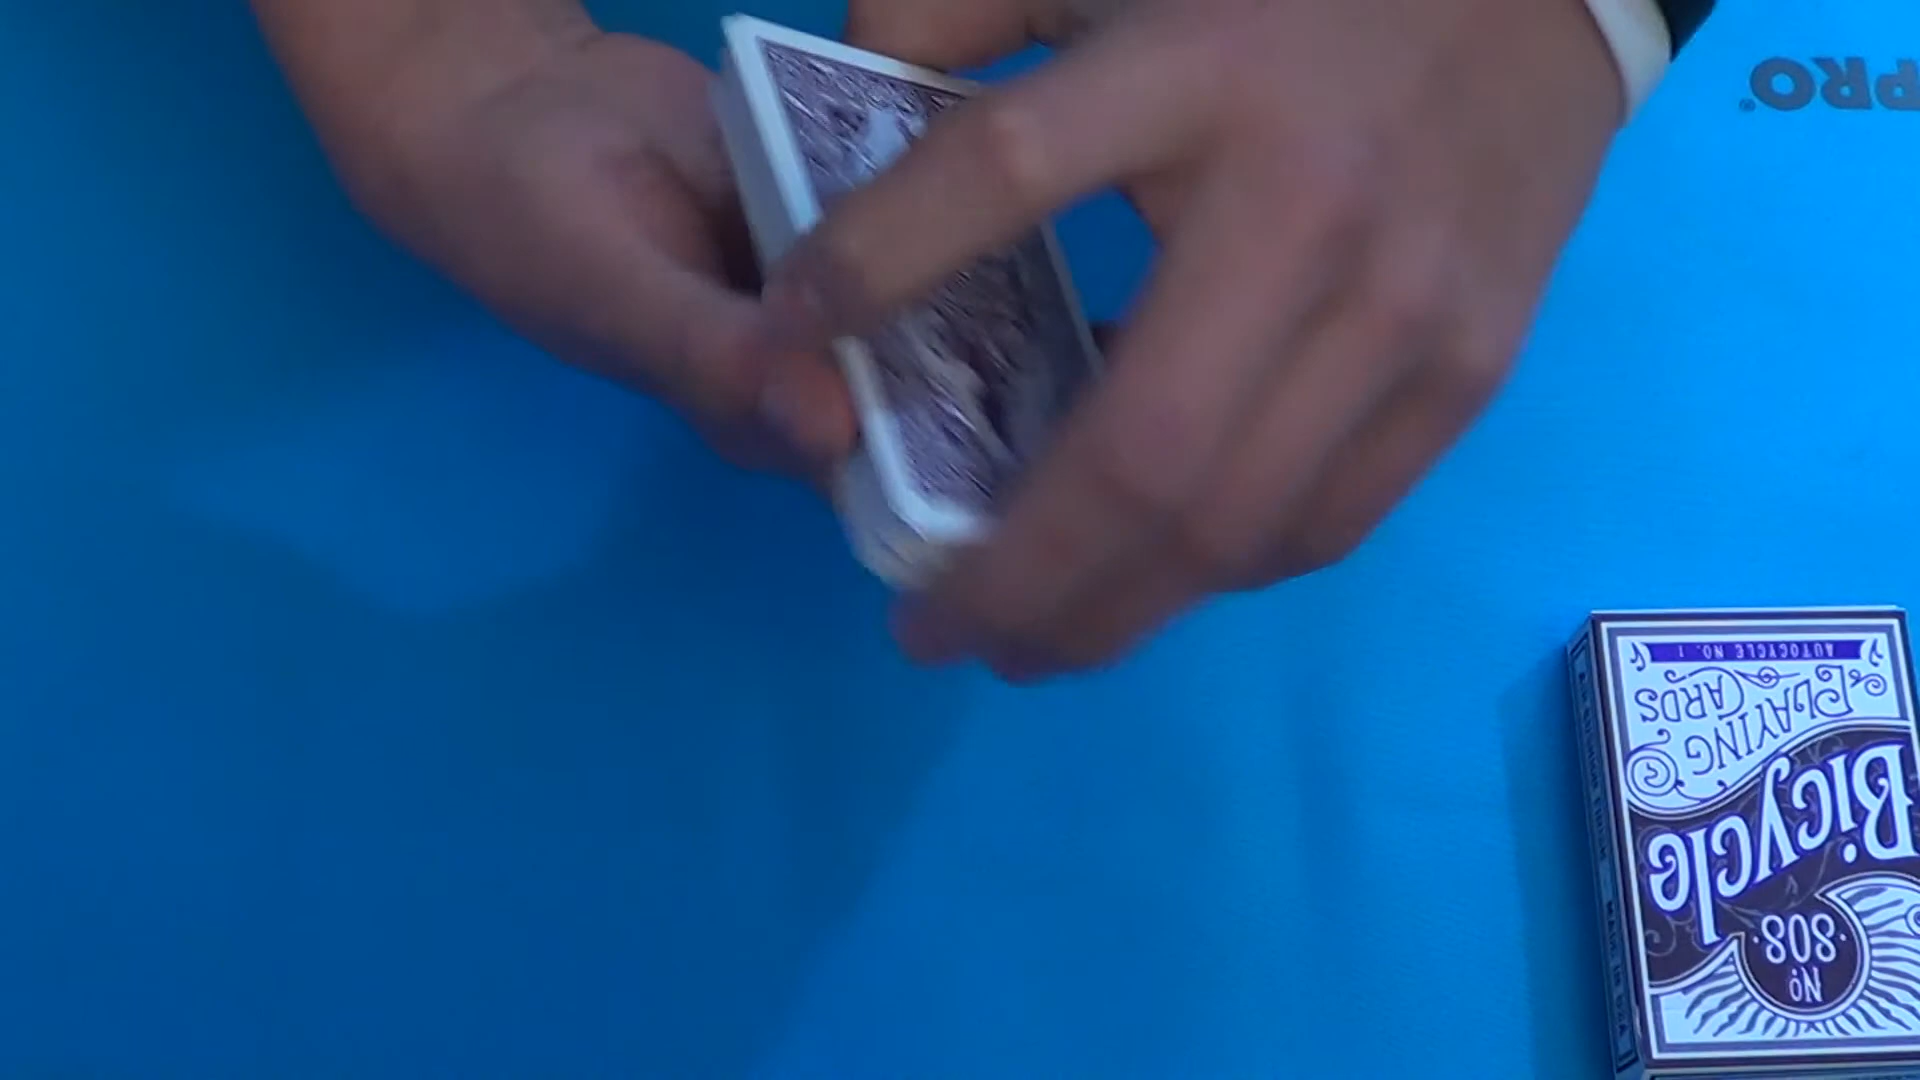 PRO®
AUTOCYCLE NO. 1
PLAYING
CARDS
Bicycle
808
No